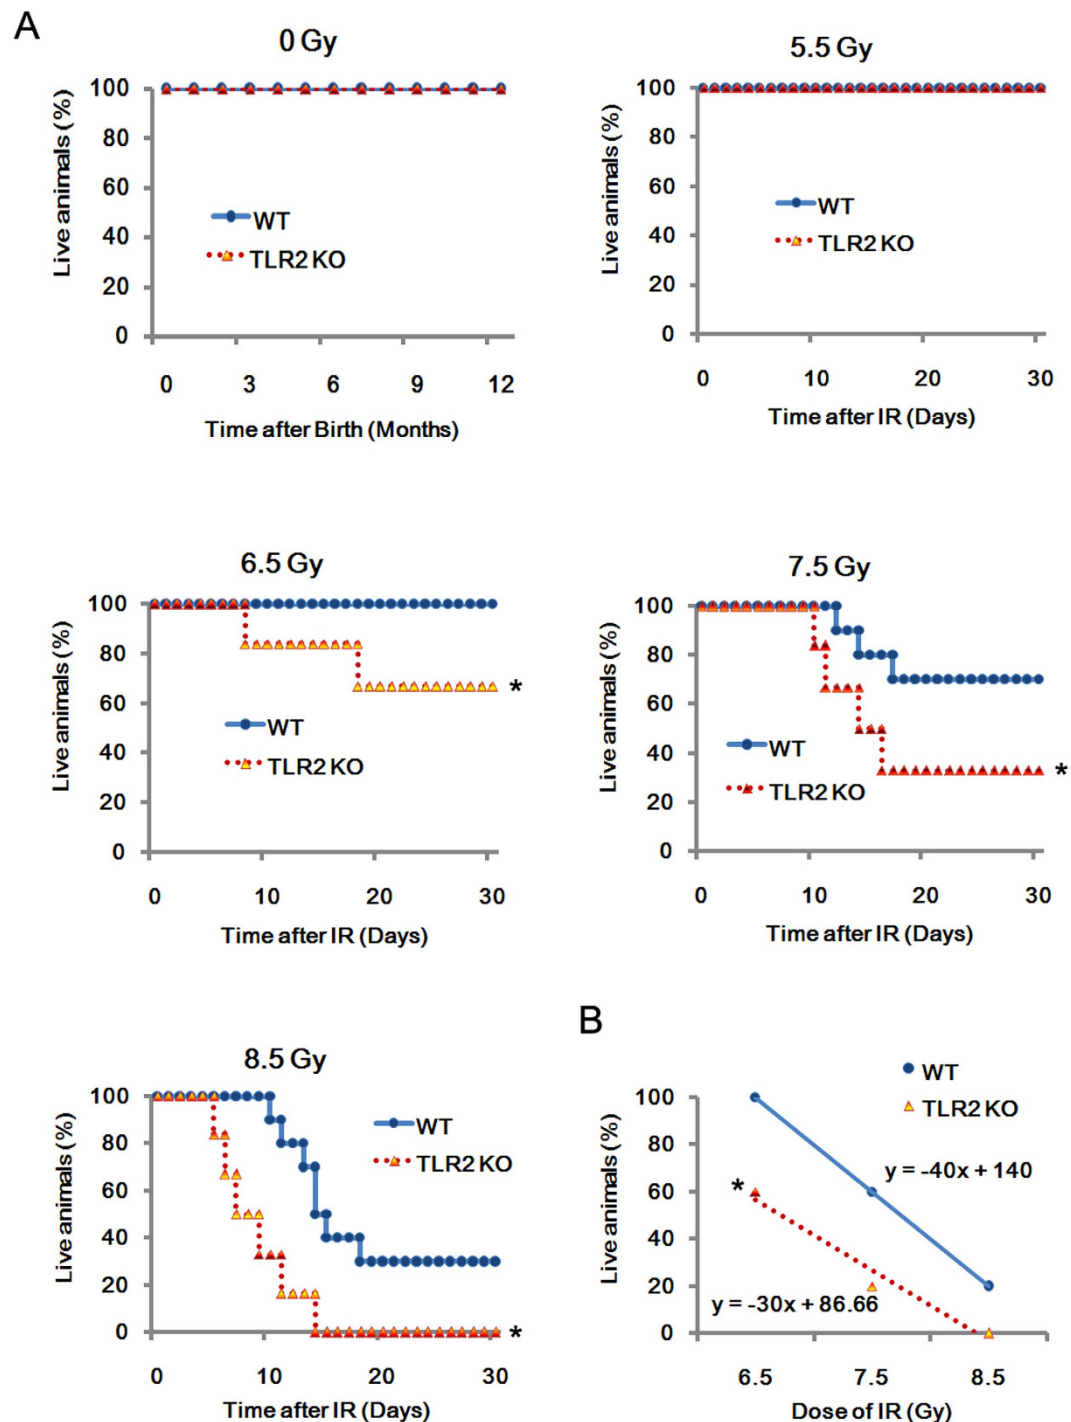 A
0 Gy
Live animals (%)
100
80
60
40
20
0
WT
TLR2 KO
0 3 6 9 12
Time after Birth (Months)
5.5 Gy
Live animals (%)
100
80
60
40
20
0
WT
TLR2 KO
0 10 20 30
Time after IR (Days)
6.5 Gy
Live animals (%)
100
80
60
40
20
0
WT
TLR2 KO
*
0 10 20 30
Time after IR (Days)
7.5 Gy
Live animals (%)
100
80
60
40
20
0
WT
TLR2 KO
*
0 10 20 30
Time after IR (Days)
8.5 Gy
Live animals (%)
100
80
60
40
20
0
WT
TLR2 KO
*
0 10 20 30
Time after IR (Days)
B
WT
TLR2 KO
Live animals (%)
100
80
60
40
20
0
y = -40x + 140
*
y = -30x + 86.66
6.5 7.5 8.5
Dose of IR (Gy)